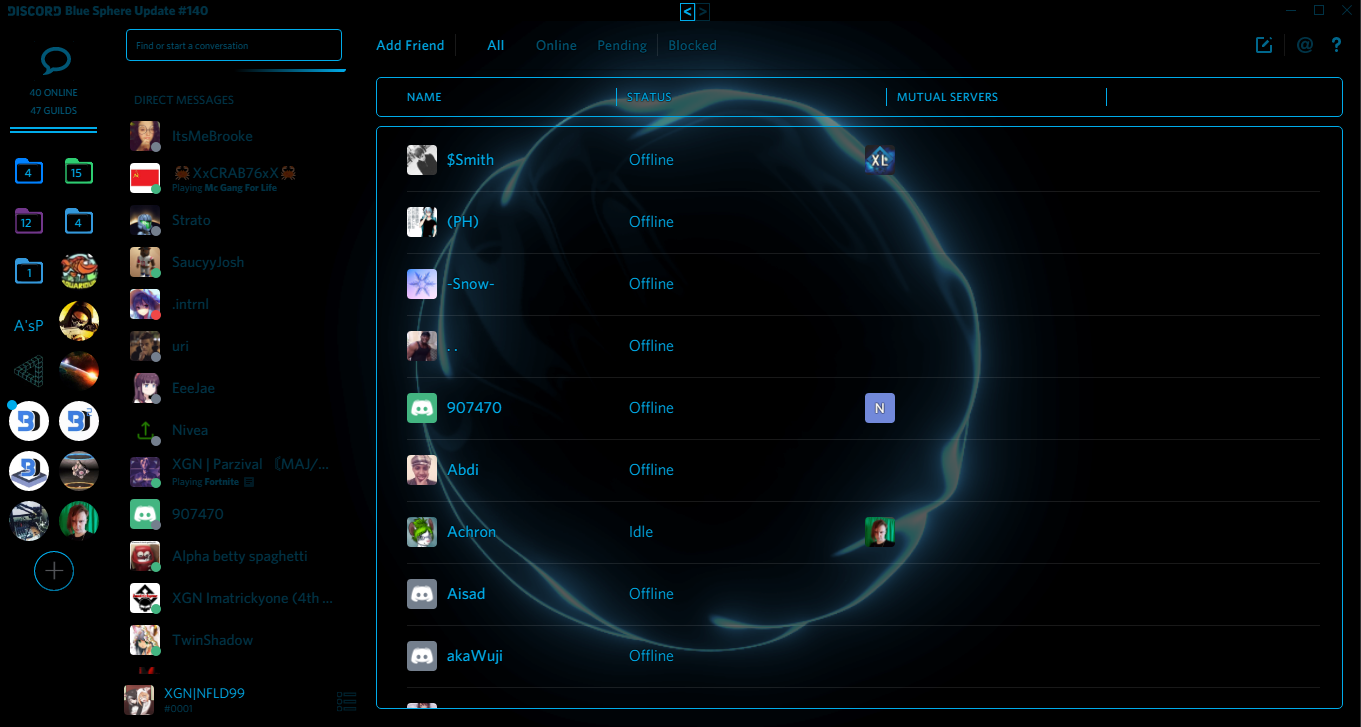 DISCORD Blue Sphere Update #140
< >
Find or start a conversation
Add Friend All Online Pending Blocked
@ ?
40 ONLINE
47 GUILDS
DIRECT MESSAGES
NAME STATUS MUTUAL SERVERS
4 15
12 4
1
A'sP
ItsMeBrooke
🦀XxCRAB76xX🦀
Playing Mc Gang For Life
Strato
SaucyyJosh
.intrnl
uri
EeeJae
Nivea
XGN | Parzival 〖MAJ/...
Playing Fortnite
907470
Alpha betty spaghetti
XGN Imatrickyone (4th ...
TwinShadow
XGN|NFLD99
#0001
$Smith Offline XL
(PH) Offline
-Snow- Offline
. . Offline
907470 Offline N
Abdi Offline
Achron Idle
Aisad Offline
akaWuji Offline